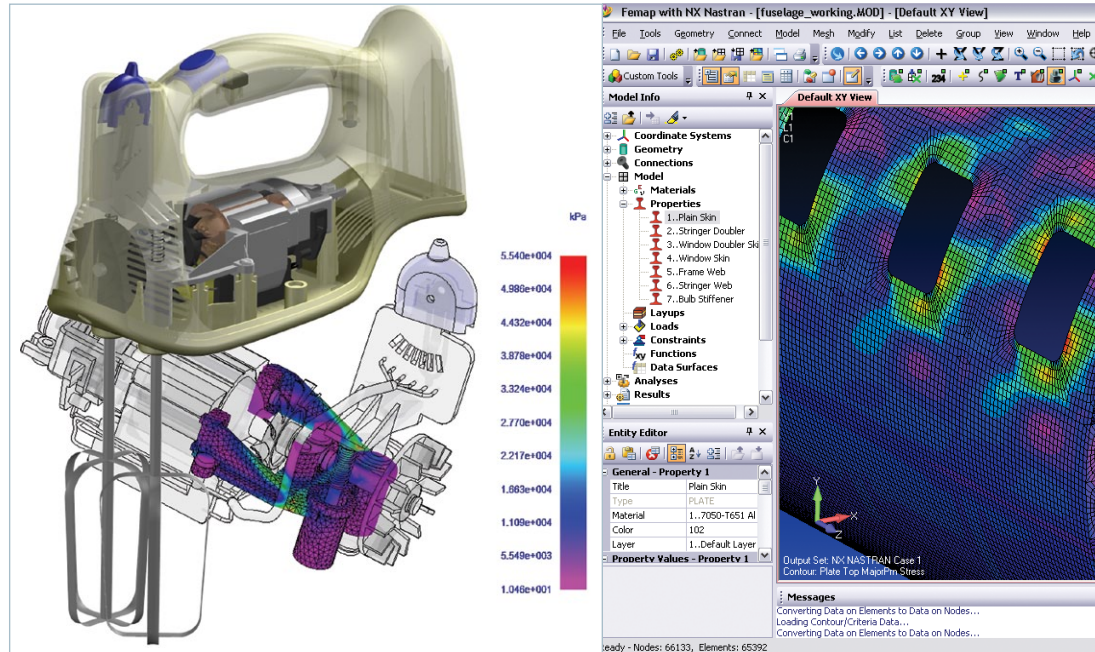 kPa
5.540e+004
4.986e+004
4.432e+004
3.878e+004
3.324e+004
2.770e+004
2.217e+004
1.663e+004
1.109e+004
5.549e+003
1.046e+001
Femap with NX Nastran - [fuselage_working.MOD] - [Default XY View]
File Tools Geometry Connect Model Mesh Modify List Delete Group View Window Help
Custom Tools
234
Model Info
Coordinate Systems
Geometry
Connections
Model
Materials
Properties
1..Plain Skin
2..Stringer Doubler
3..Window Doubler Ski
4..Window Skin
5..Frame Web
6..Stringer Web
7..Bulb Stiffener
Layups
Loads
Constraints
Functions
Data Surfaces
Analyses
Results
Entity Editor
General - Property 1
Title Plain Skin
Type PLATE
Material 1..7050-T651 Al
Color 102
Layer 1..Default Layer
Property Values - Property 1
Default XY View
V1
L1
C1
Y
X
Z
Output Set: NX NASTRAN Case 1
Contour: Plate Top MajorPrn Stress
Messages
Converting Data on Elements to Data on Nodes...
Loading Contour/Criteria Data...
Converting Data on Elements to Data on Nodes...
eady - Nodes: 66133, Elements: 65392